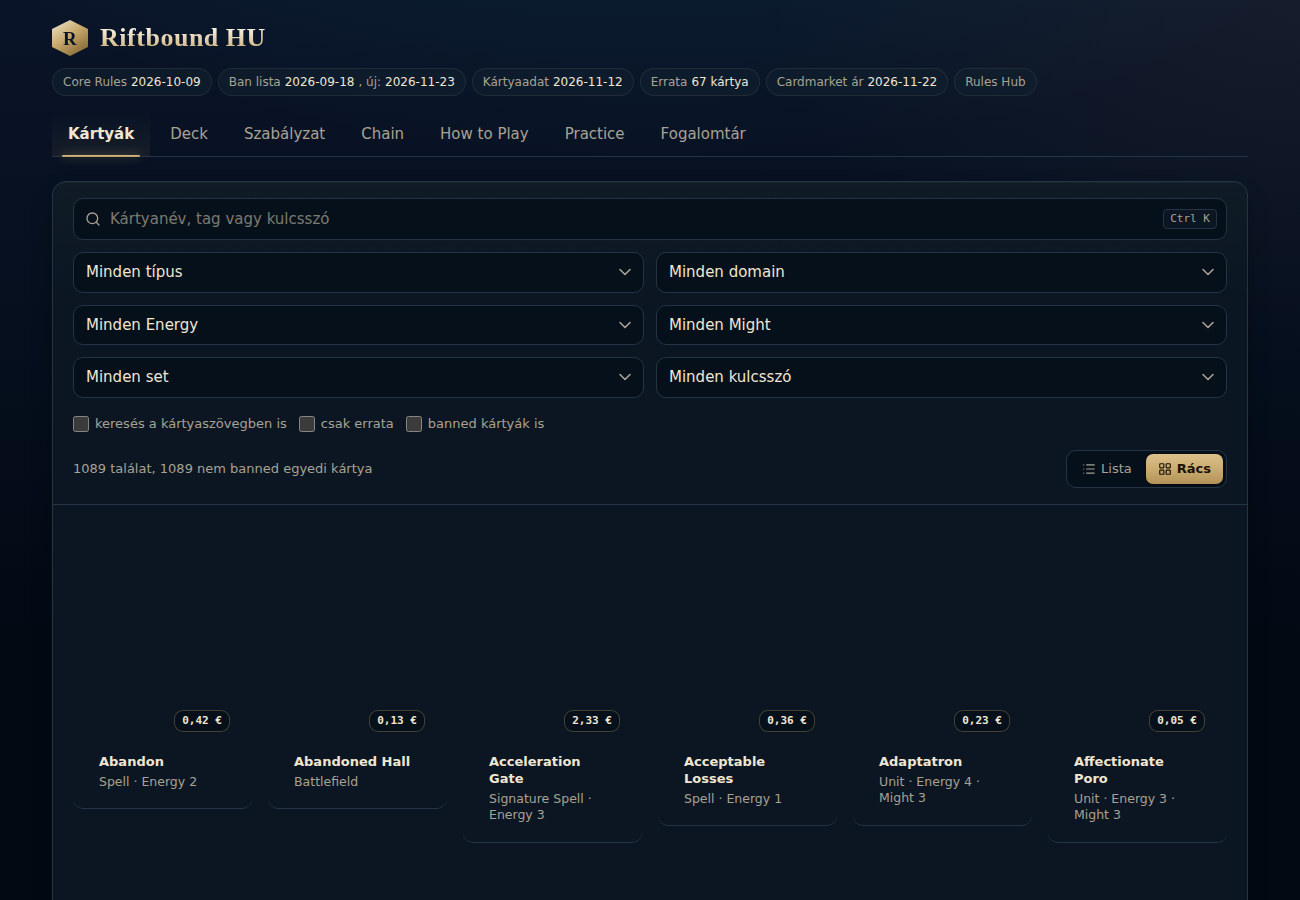 R Riftbound HU
Core Rules 2026-10-09 Ban lista 2026-09-18 , új: 2026-11-23 Kártyaadat 2026-11-12 Errata 67 kártya Cardmarket ár 2026-11-22 Rules Hub
Kártyák Deck Szabályzat Chain How to Play Practice Fogalomtár
Kártyanév, tag vagy kulcsszó Ctrl K
Minden típus Minden domain
Minden Energy Minden Might
Minden set Minden kulcsszó
keresés a kártyaszövegben is csak errata banned kártyák is
1089 találat, 1089 nem banned egyedi kártya Lista Rács
0,42 € 0,13 € 2,33 € 0,36 € 0,23 € 0,05 €
Abandon
Spell · Energy 2
Abandoned Hall
Battlefield
Acceleration
Gate
Signature Spell ·
Energy 3
Acceptable
Losses
Spell · Energy 1
Adaptatron
Unit · Energy 4 ·
Might 3
Affectionate
Poro
Unit · Energy 3 ·
Might 3